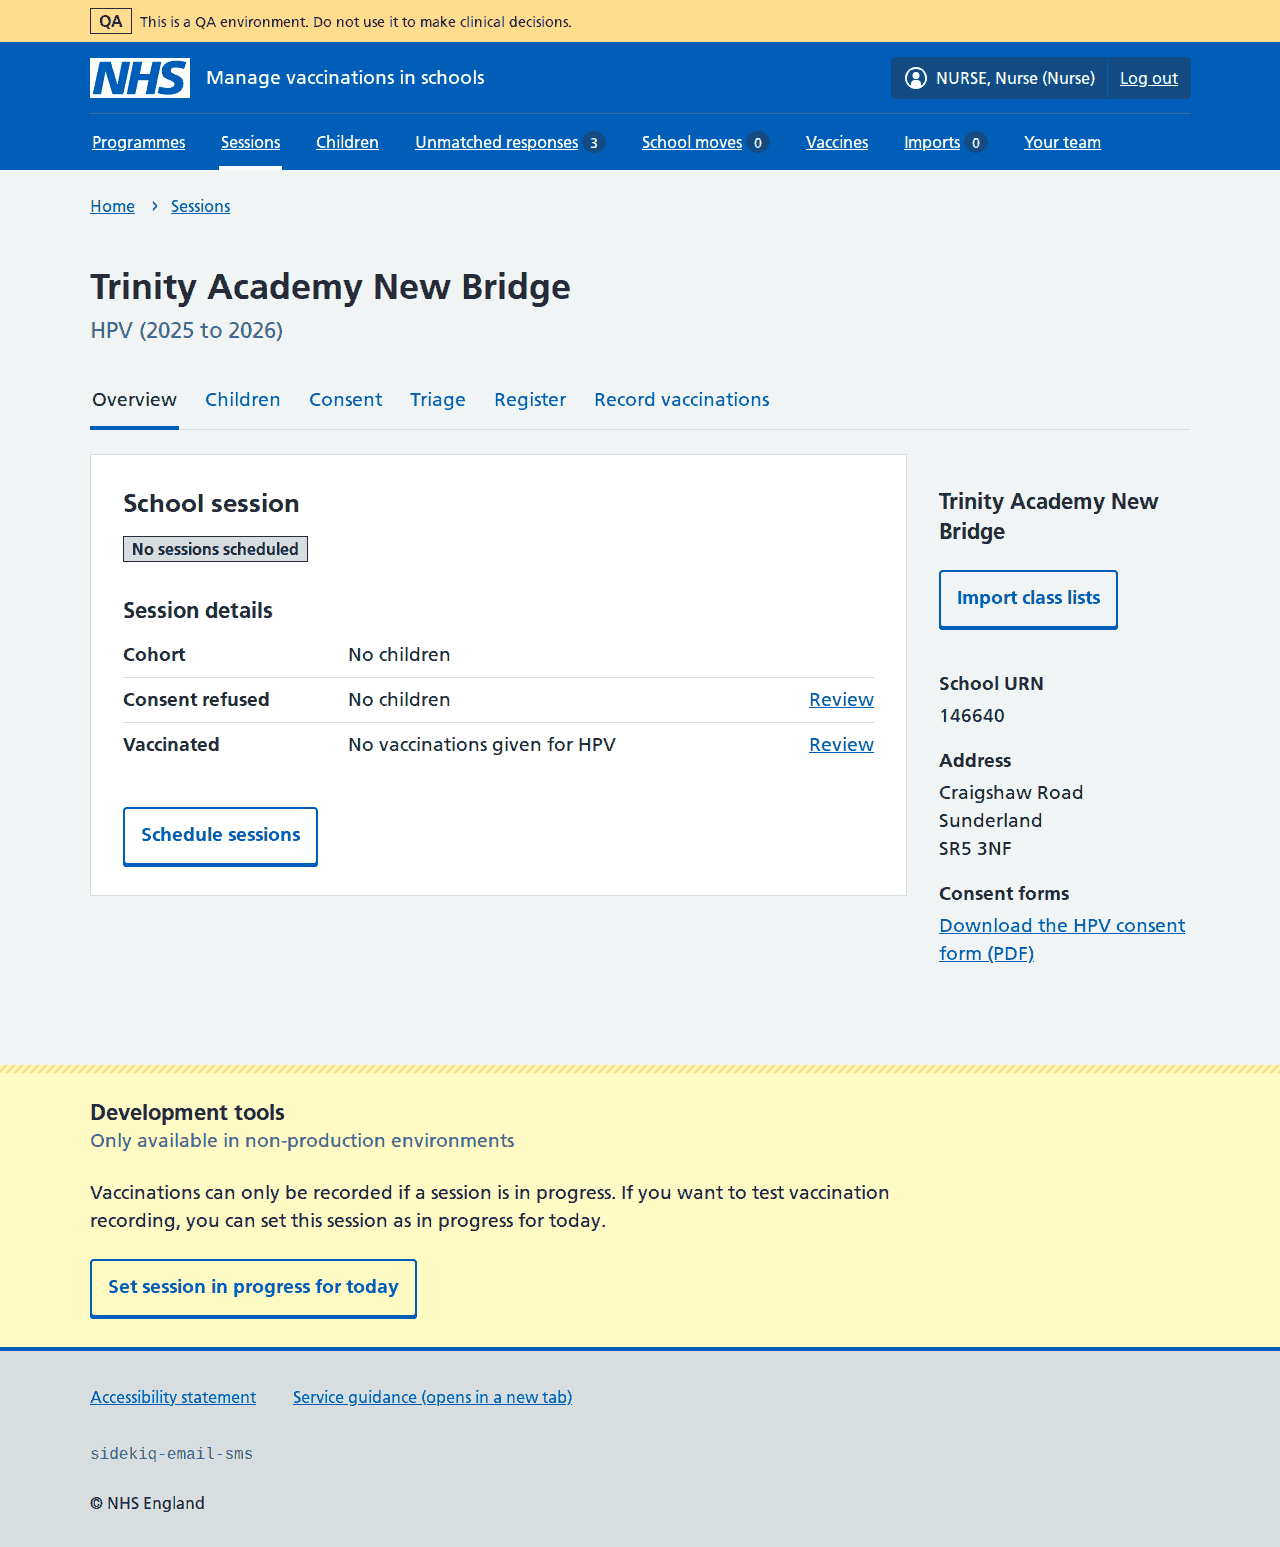 QA This is a QA environment. Do not use it to make clinical decisions.
NHS Manage vaccinations in schools NURSE, Nurse (Nurse) Log out
Programmes Sessions Children Unmatched responses 3 School moves 0 Vaccines Imports 0 Your team
Home › Sessions
Trinity Academy New Bridge
HPV (2025 to 2026)
Overview Children Consent Triage Register Record vaccinations
School session
No sessions scheduled
Session details
Cohort No children
Consent refused No children Review
Vaccinated No vaccinations given for HPV Review
Schedule sessions
Trinity Academy New
Bridge
Import class lists
School URN
146640
Address
Craigshaw Road
Sunderland
SR5 3NF
Consent forms
Download the HPV consent
form (PDF)
Development tools
Only available in non-production environments
Vaccinations can only be recorded if a session is in progress. If you want to test vaccination
recording, you can set this session as in progress for today.
Set session in progress for today
Accessibility statement Service guidance (opens in a new tab)
sidekiq-email-sms
© NHS England